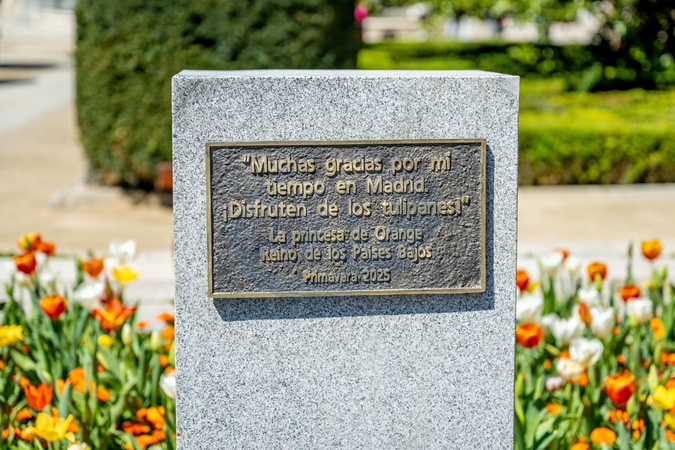 "Muchas gracias por mi
tiempo en Madrid.
¡Disfruten de los tulipanes!"
La princesa de Orange
Reino de los Países Bajos
Primavera 2025